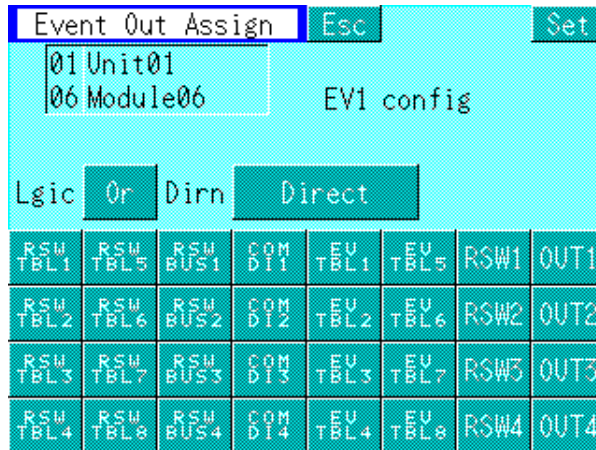 Event Out Assign Esc Set
01 Unit01
06 Module06 EV1 config
Lgic Or Dirn Direct
RSW TBL1 RSW TBL5 RSW BUS1 COM DI1 EV TBL1 EV TBL5 RSW1 OUT1
RSW TBL2 RSW TBL6 RSW BUS2 COM DI2 EV TBL2 EV TBL6 RSW2 OUT2
RSW TBL3 RSW TBL7 RSW BUS3 COM DI3 EV TBL3 EV TBL7 RSW3 OUT3
RSW TBL4 RSW TBL8 RSW BUS4 COM DI4 EV TBL4 EV TBL8 RSW4 OUT4